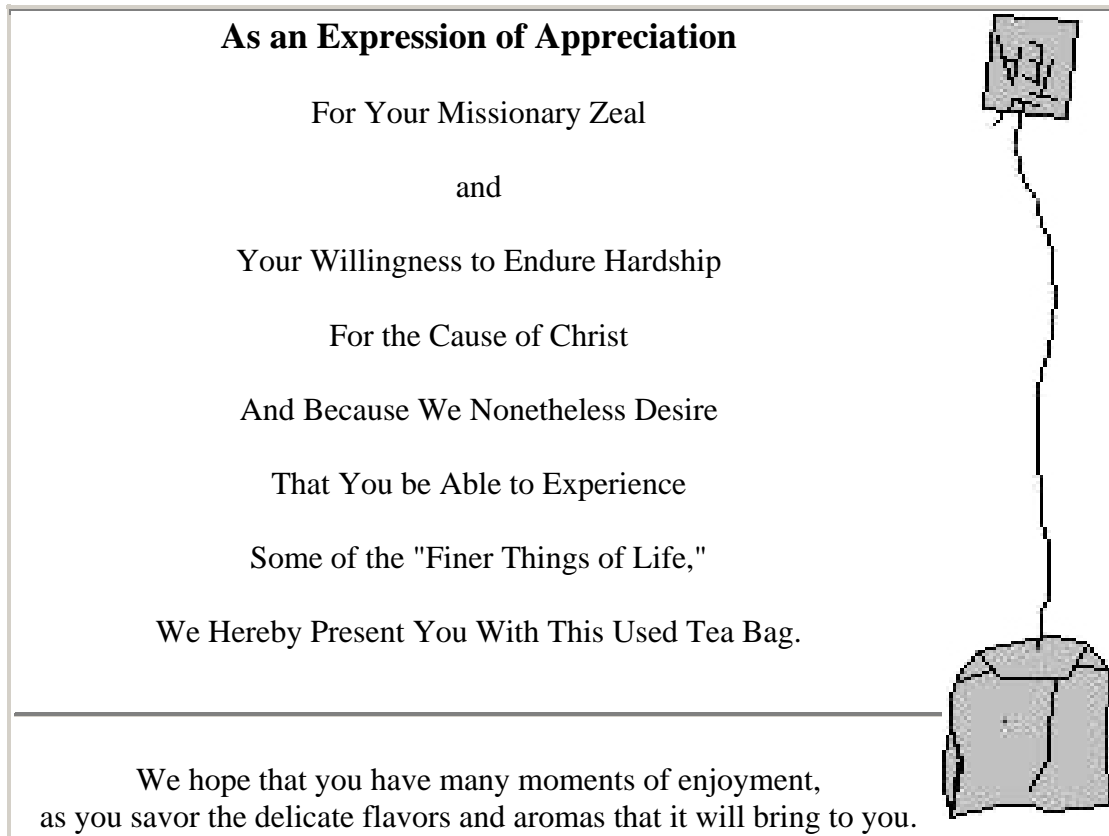 As an Expression of Appreciation
For Your Missionary Zeal
and
Your Willingness to Endure Hardship
For the Cause of Christ
And Because We Nonetheless Desire
That You be Able to Experience
Some of the "Finer Things of Life,"
We Hereby Present You With This Used Tea Bag.
We hope that you have many moments of enjoyment,
as you savor the delicate flavors and aromas that it will bring to you.